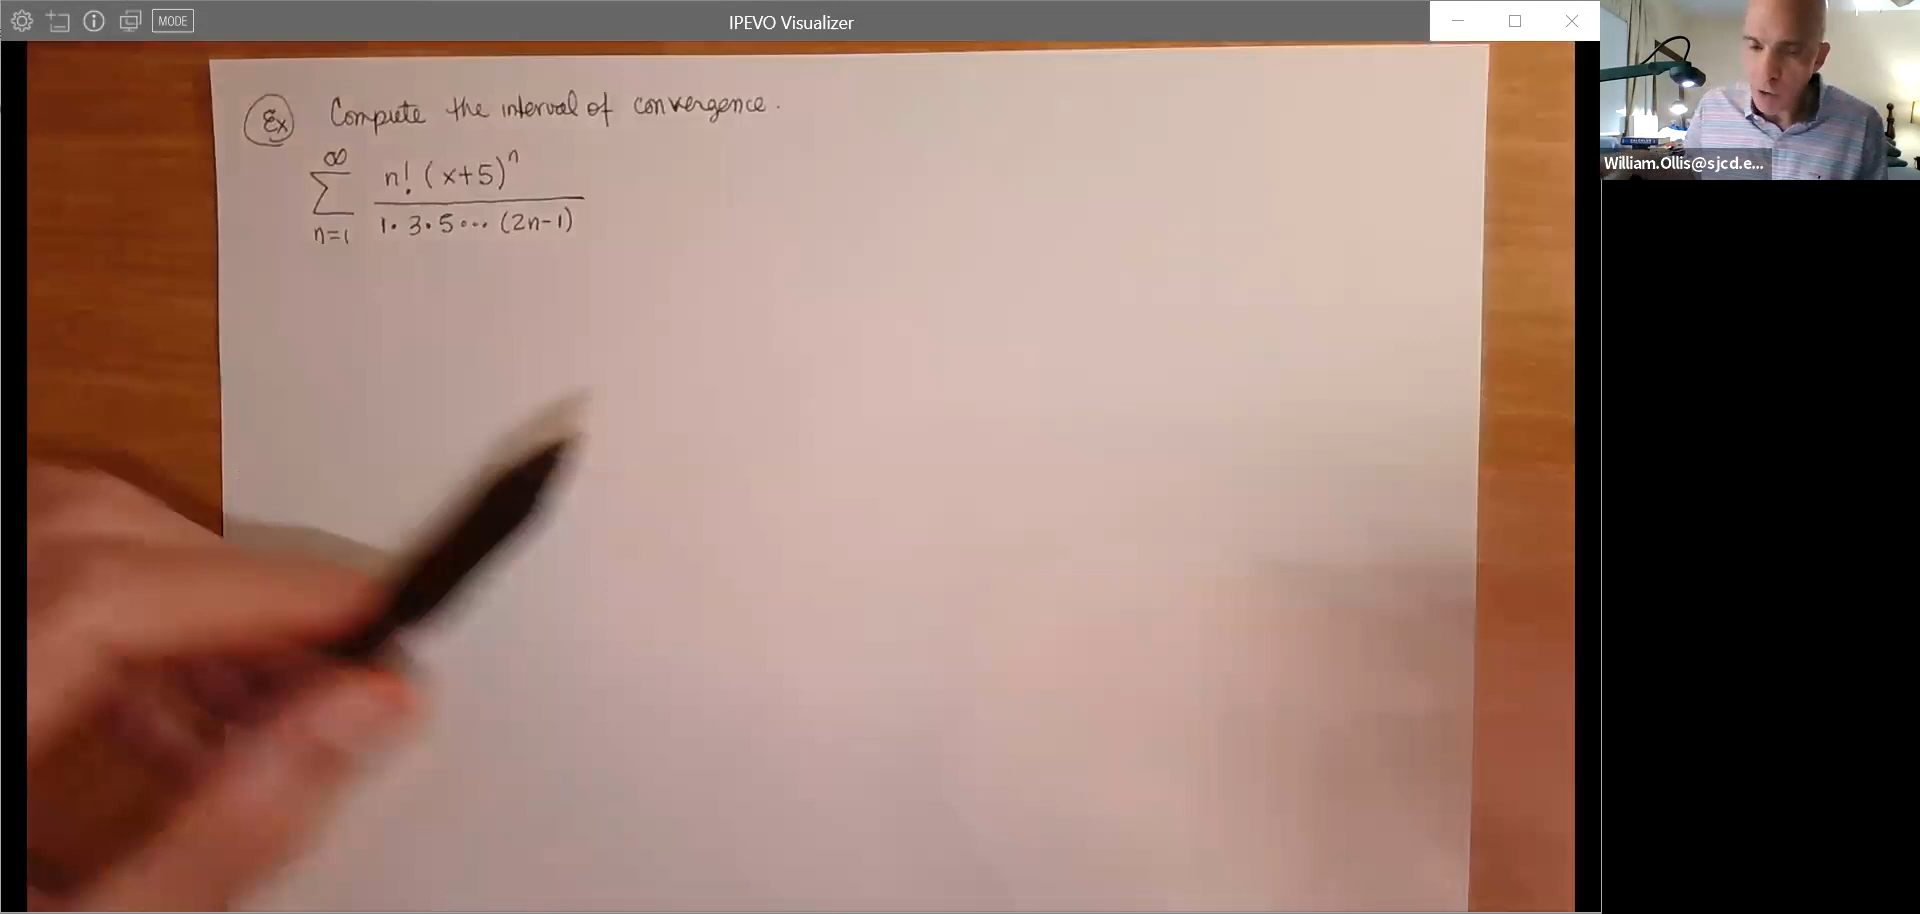 MODE
IPEVO Visualizer
Ex Compute the interval of convergence.
∞
∑ n! (x+5)^n
n=1 1·3·5··· (2n-1)
William.Ollis@sjcd.e...